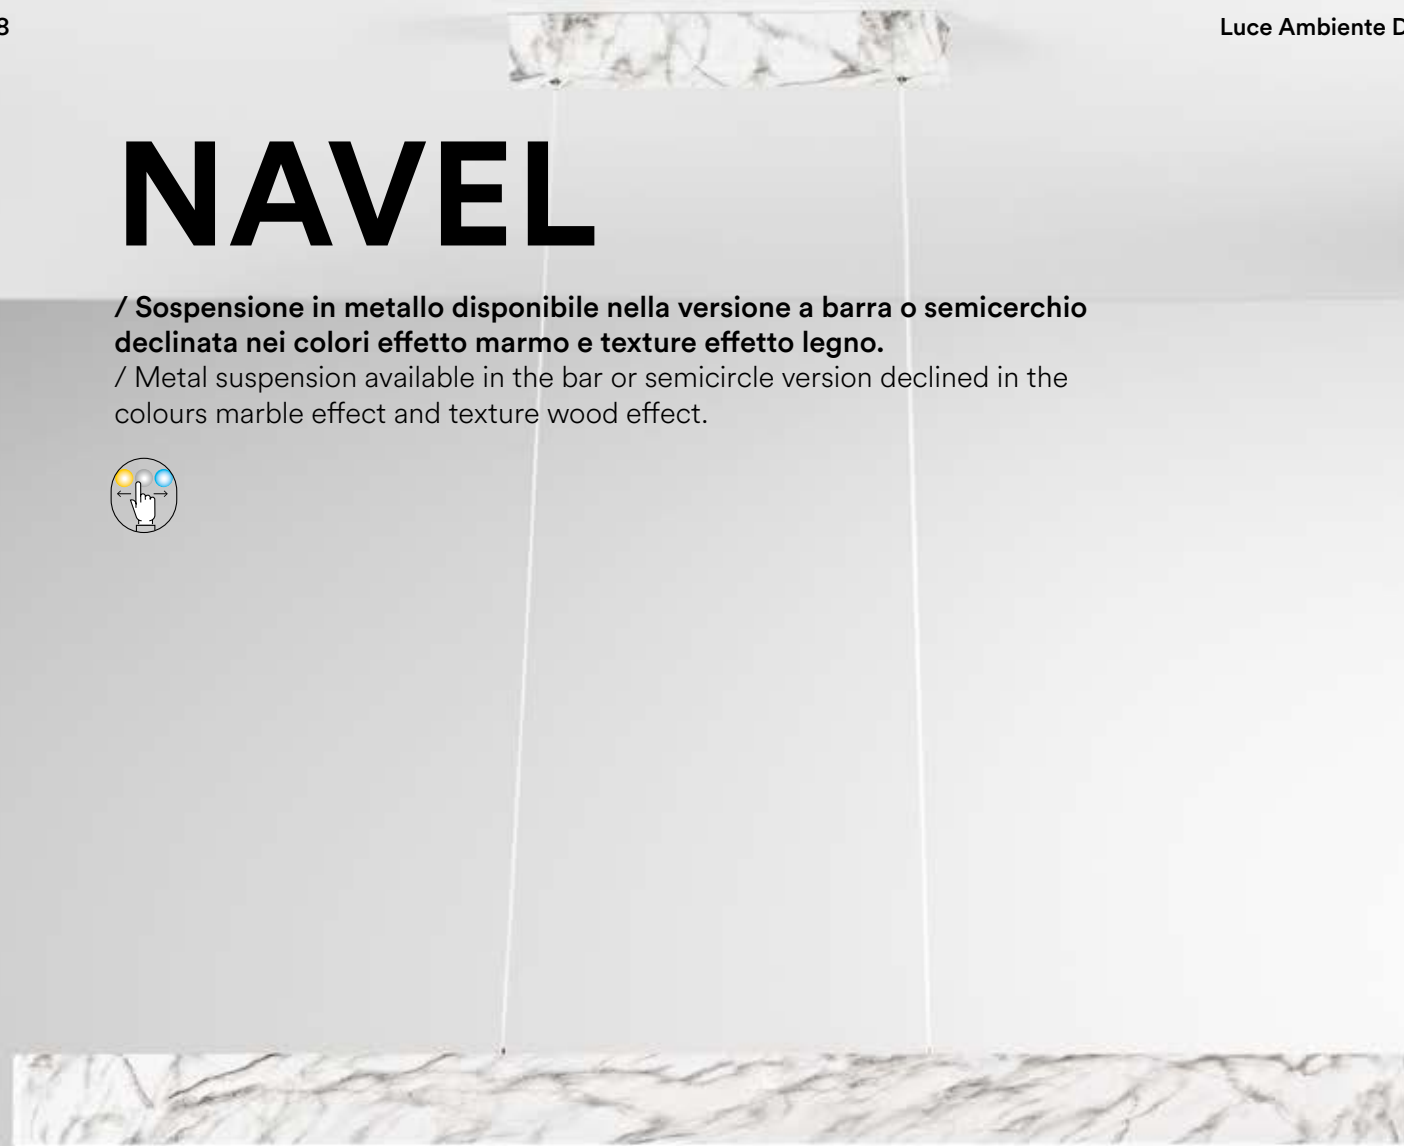 8
Luce Ambiente D
NAVEL
/ Sospensione in metallo disponibile nella versione a barra o semicerchio
declinata nei colori effetto marmo e texture effetto legno.
/ Metal suspension available in the bar or semicircle version declined in the
colours marble effect and texture wood effect.